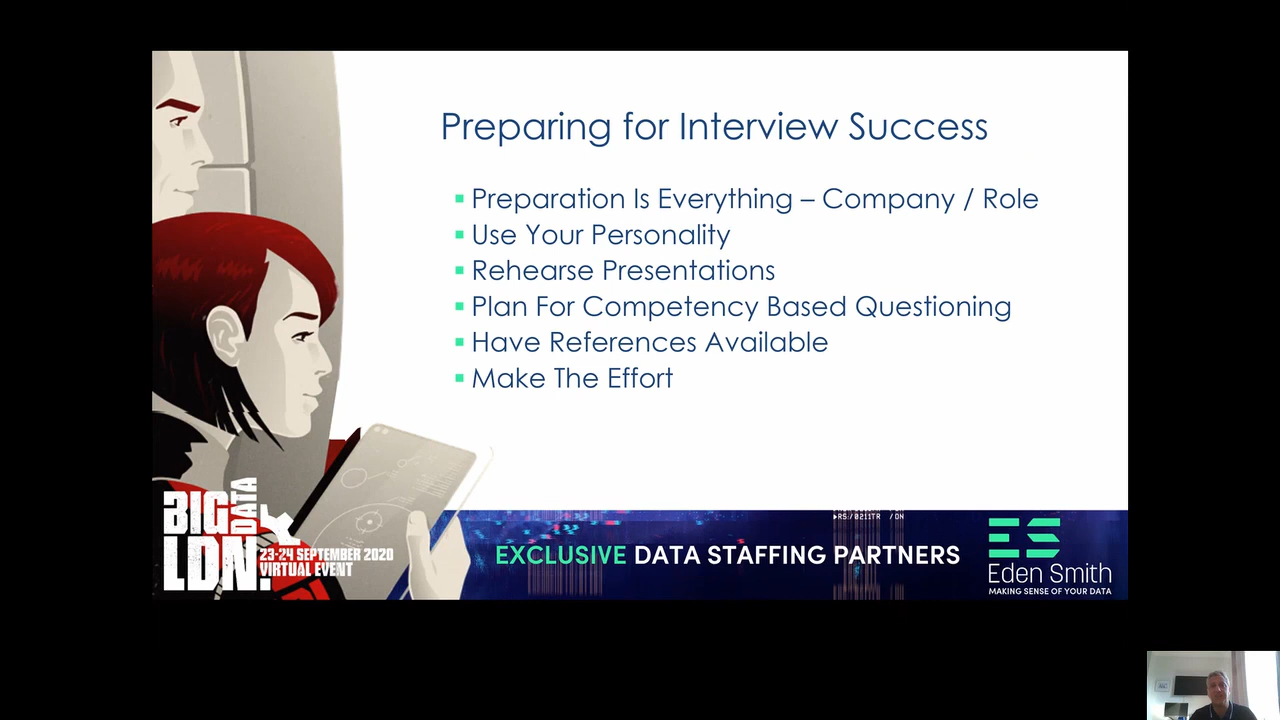 Preparing for Interview Success
▪ Preparation Is Everything – Company / Role
▪ Use Your Personality
▪ Rehearse Presentations
▪ Plan For Competency Based Questioning
▪ Have References Available
▪ Make The Effort
BIG DATA
LDN.
23-24 SEPTEMBER 2020
VIRTUAL EVENT
EXCLUSIVE DATA STAFFING PARTNERS
ES
Eden Smith
MAKING SENSE OF YOUR DATA